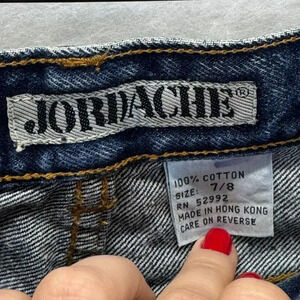 JORDACHE®
100% COTTON
SIZE: 7/8
RN 52992
MADE IN HONG KONG
CARE ON REVERSE